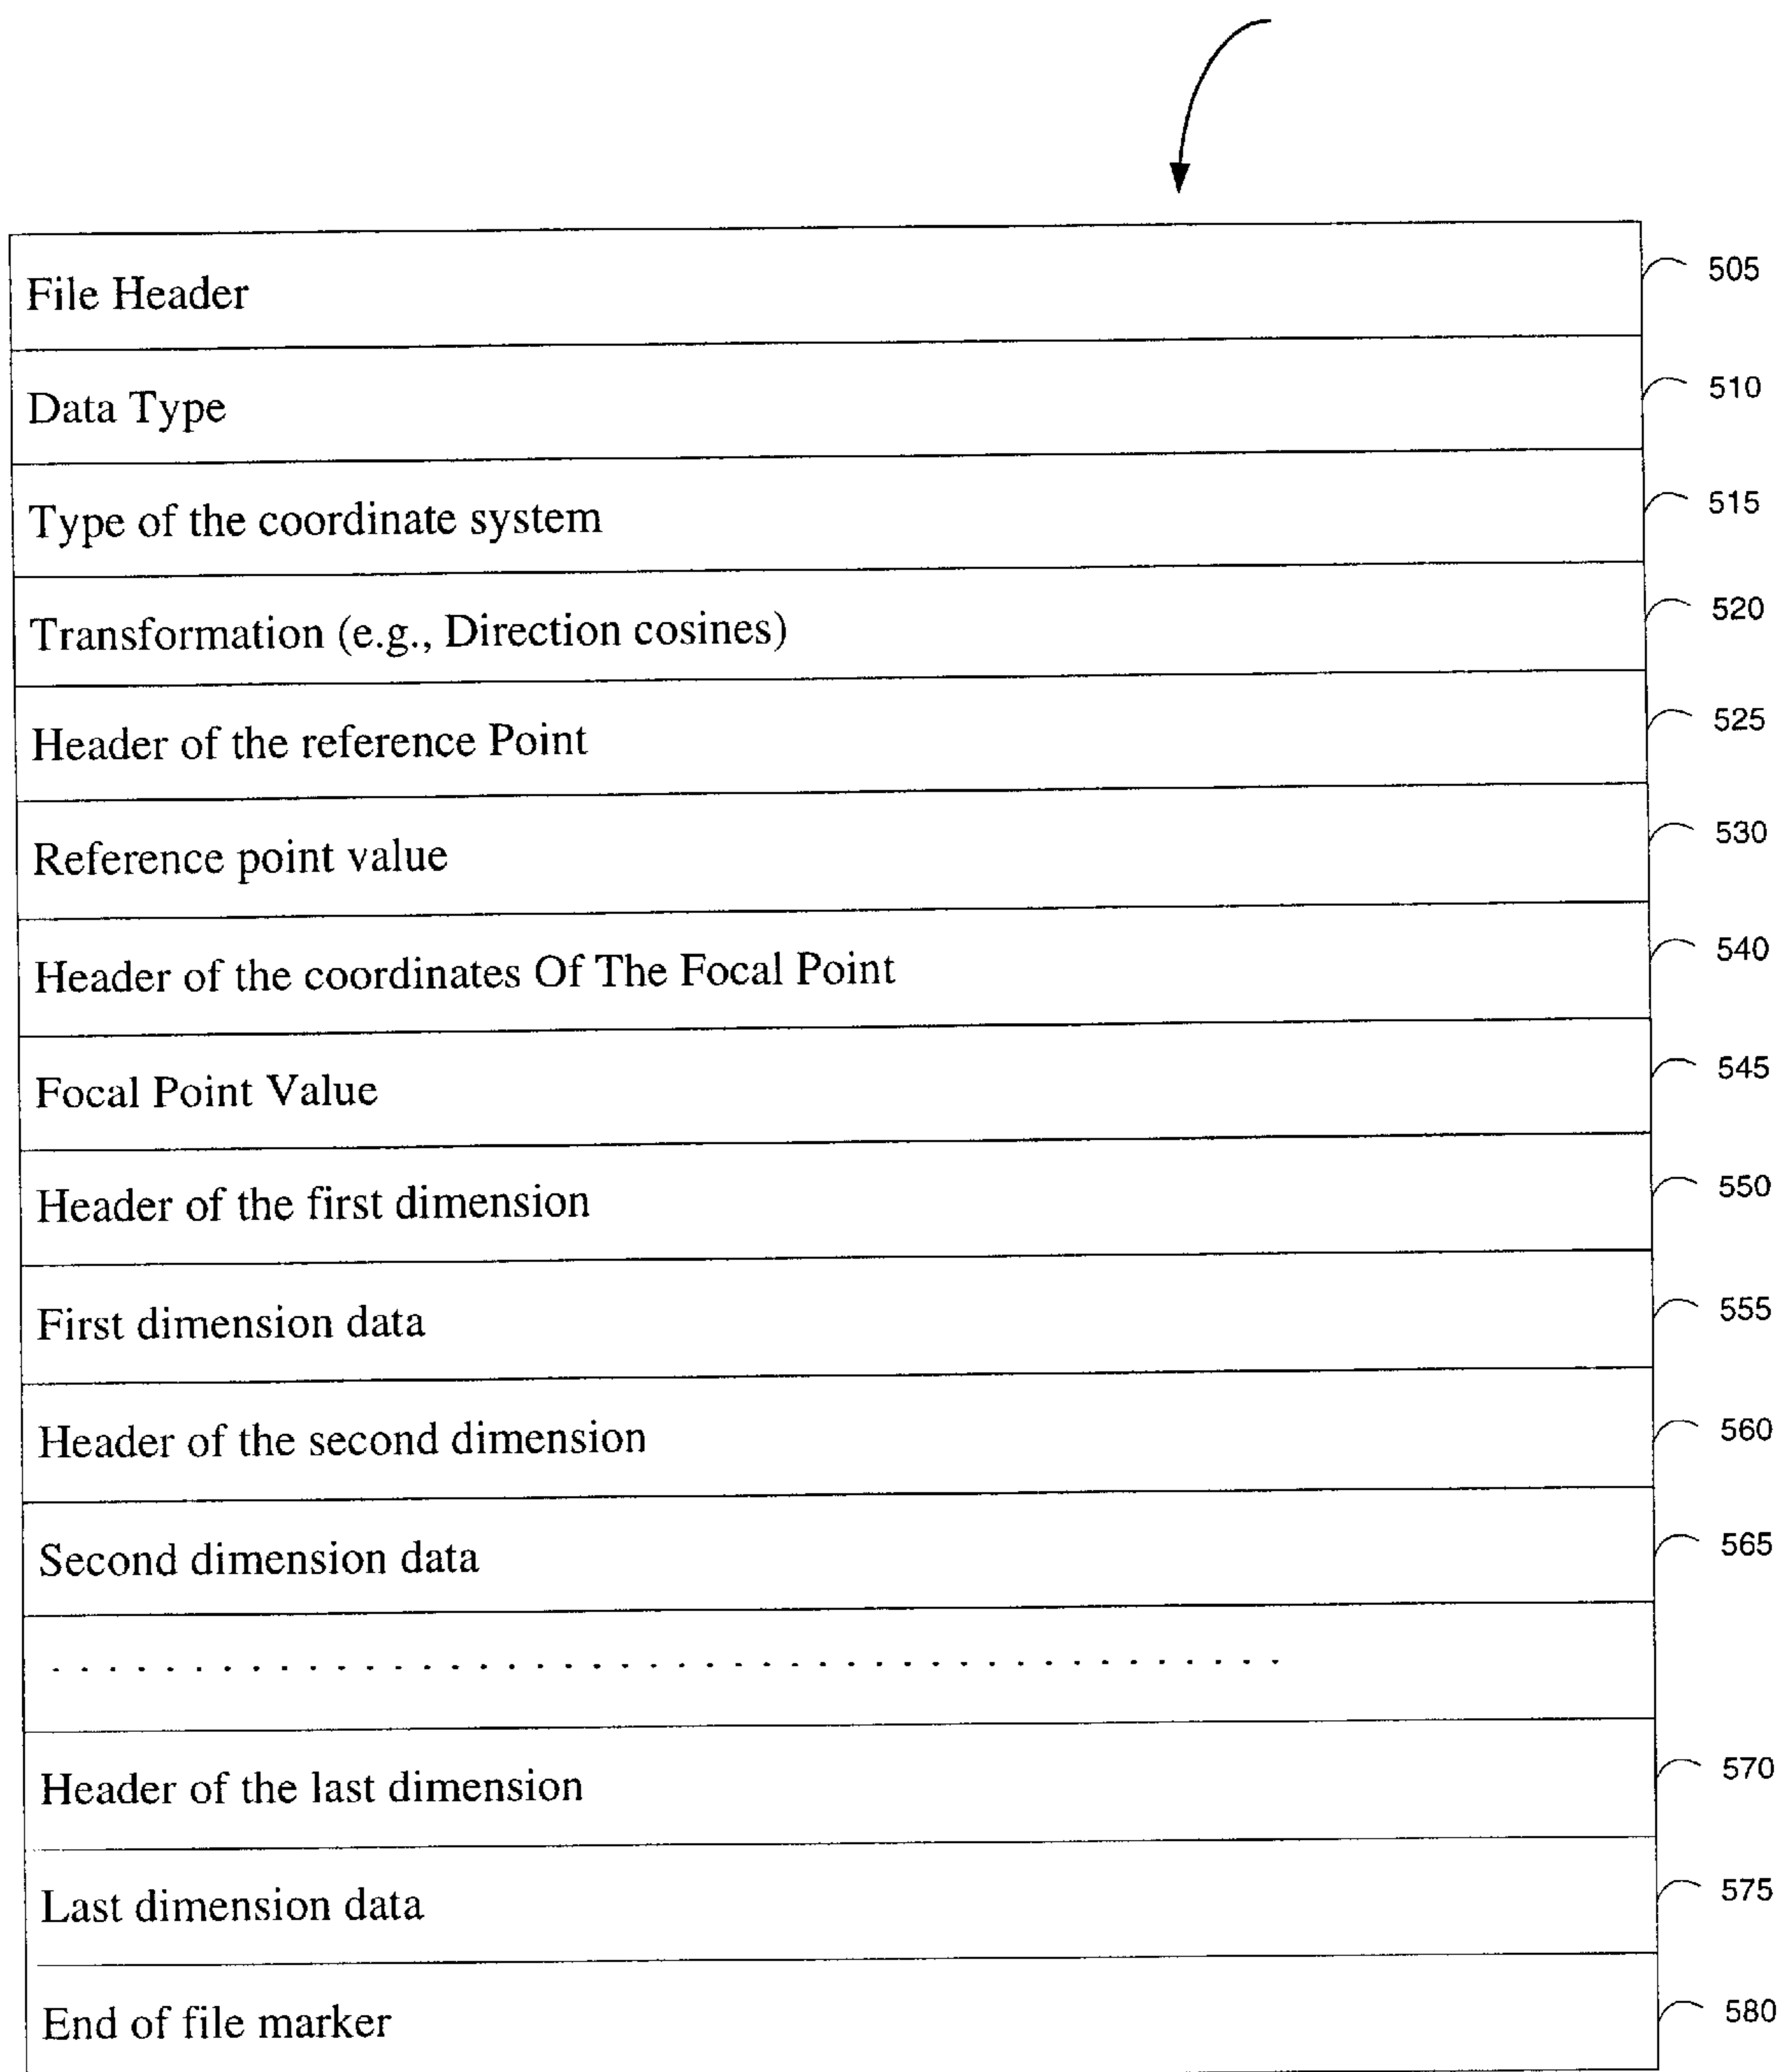 File Header 505
Data Type 510
Type of the coordinate system 515
Transformation (e.g., Direction cosines) 520
Header of the reference Point 525
Reference point value 530
Header of the coordinates Of The Focal Point 540
Focal Point Value 545
Header of the first dimension 550
First dimension data 555
Header of the second dimension 560
Second dimension data 565
. . . . . . . . . . . . . . . . . . . . . . . . . . . . . . . . . . . . . . . . . . . .
Header of the last dimension 570
Last dimension data 575
End of file marker 580